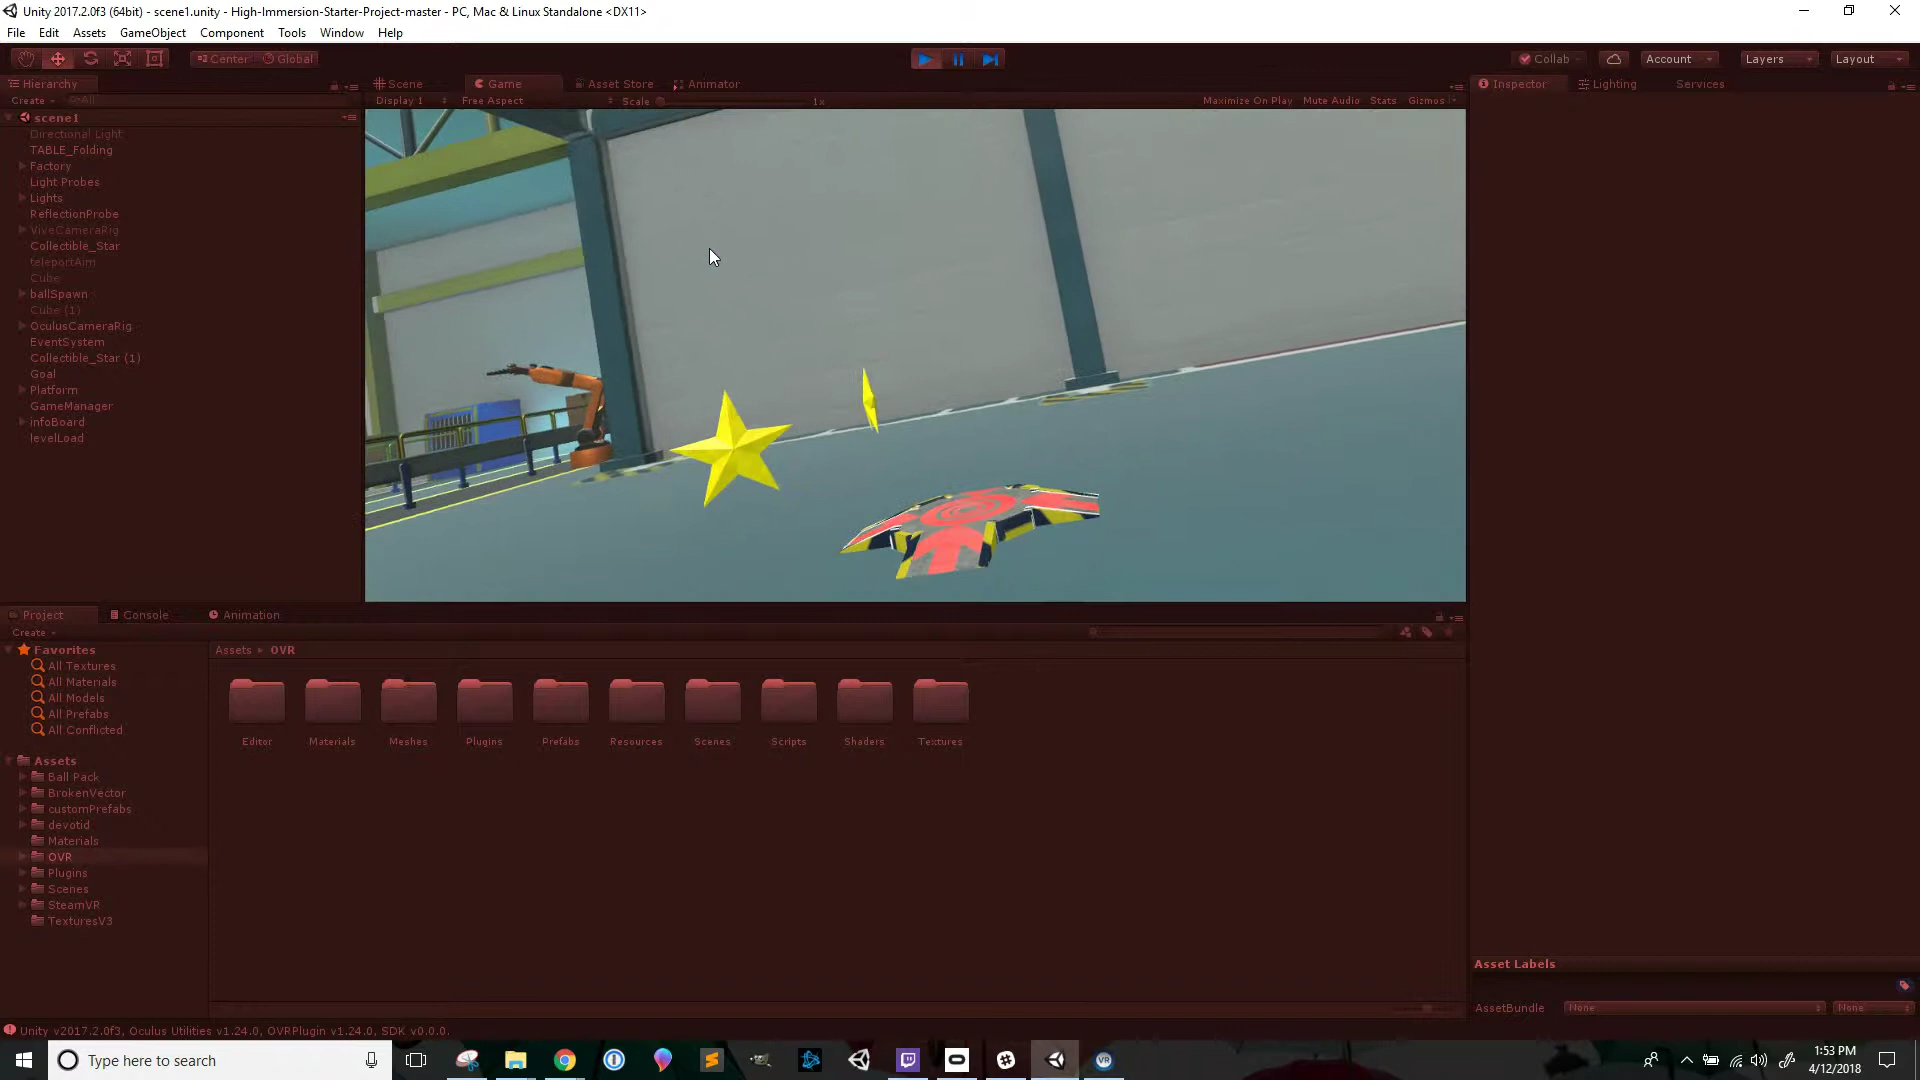 Unity 2017.2.0f3 (64bit) - scene1.unity - High-Immersion-Starter-Project-master - PC, Mac & Linux Standalone <DX11>
File Edit Assets GameObject Component Tools Window Help
Center Global Collab Account Layers Layout
Hierarchy
Create All
scene1
Directional Light
TABLE_Folding
Factory
Light Probes
Lights
ReflectionProbe
ViveCameraRig
Collectible_Star
teleportAim
Cube
ballSpawn
Cube (1)
OculusCameraRig
EventSystem
Collectible_Star (1)
Goal
Platform
GameManager
infoBoard
levelLoad
Scene Game Asset Store Animator
Display 1 Free Aspect Scale 1x Maximize On Play Mute Audio Stats Gizmos
Inspector Lighting Services
Project Console Animation
Create
Favorites
All Textures
All Materials
All Models
All Prefabs
All Conflicted
Assets
Ball Pack
BrokenVector
customPrefabs
devotid
Materials
OVR
Plugins
Scenes
SteamVR
TexturesV3
Assets OVR
Editor Materials Meshes Plugins Prefabs Resources Scenes Scripts Shaders Textures
Asset Labels
AssetBundle None None
Unity v2017.2.0f3, Oculus Utilities v1.24.0, OVRPlugin v1.24.0, SDK v0.0.0.
Type here to search
VR
1:53 PM
4/12/2018